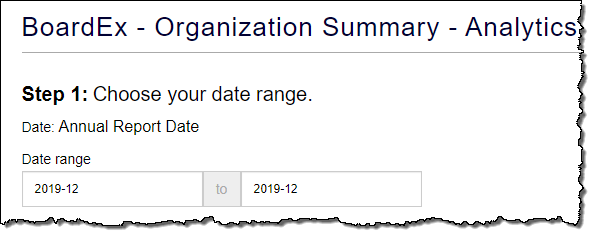 BoardEx - Organization Summary - Analytics
Step 1: Choose your date range.
Date: Annual Report Date
Date range
2019-12 to 2019-12